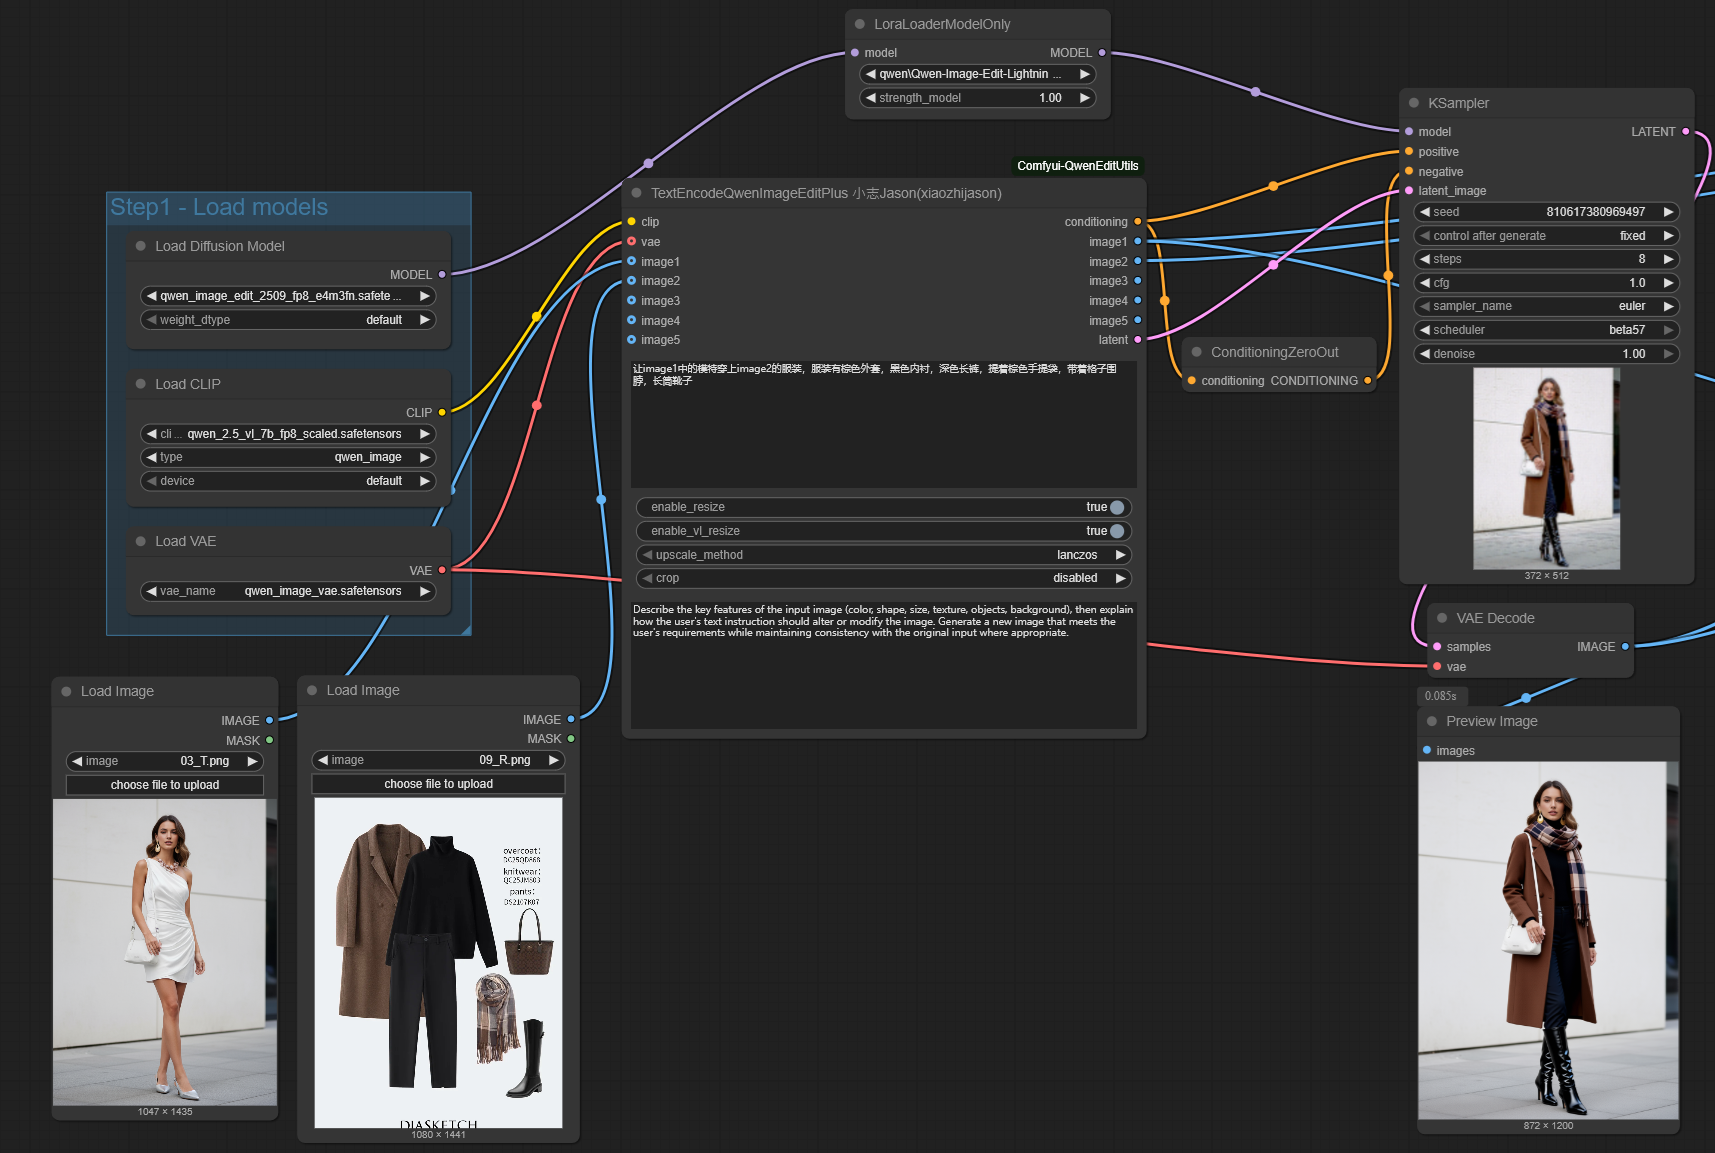 LoraLoaderModelOnly
model
MODEL
qwen\Qwen-Image-Edit-Lightnin ...
strength_model
1.00
Comfyui-QwenEditUtils
KSampler
model
LATENT
positive
negative
latent_image
seed
810617380969497
control after generate
fixed
steps
8
cfg
1.0
sampler_name
euler
scheduler
beta57
denoise
1.00
372 × 512
Step1 - Load models
Load Diffusion Model
MODEL
qwen_image_edit_2509_fp8_e4m3fn.safete ...
weight_dtype
default
Load CLIP
CLIP
cli ...
qwen_2.5_vl_7b_fp8_scaled.safetensors
type
qwen_image
device
default
Load VAE
VAE
vae_name
qwen_image_vae.safetensors
TextEncodeQwenImageEditPlus 小志Jason(xiaozhijason)
clip
conditioning
vae
image1
image1
image2
image2
image3
image3
image4
image4
image5
image5
latent
让image1中的模特穿上image2的服装，服装有棕色外套，黑色内衬，深色长裤，提着棕色手提袋，带着格子围
脖，长筒靴子
enable_resize
true
enable_vl_resize
true
upscale_method
lanczos
crop
disabled
Describe the key features of the input image (color, shape, size, texture, objects, background), then explain
how the user's text instruction should alter or modify the image. Generate a new image that meets the
user's requirements while maintaining consistency with the original input where appropriate.
ConditioningZeroOut
conditioning
CONDITIONING
VAE Decode
samples
IMAGE
vae
0.085s
Preview Image
images
872 × 1200
Load Image
IMAGE
MASK
image
03_T.png
choose file to upload
1047 × 1435
Load Image
IMAGE
MASK
image
09_R.png
choose file to upload
overcoat:
knitwear:
pants:
DIASKETCH
1080 × 1441